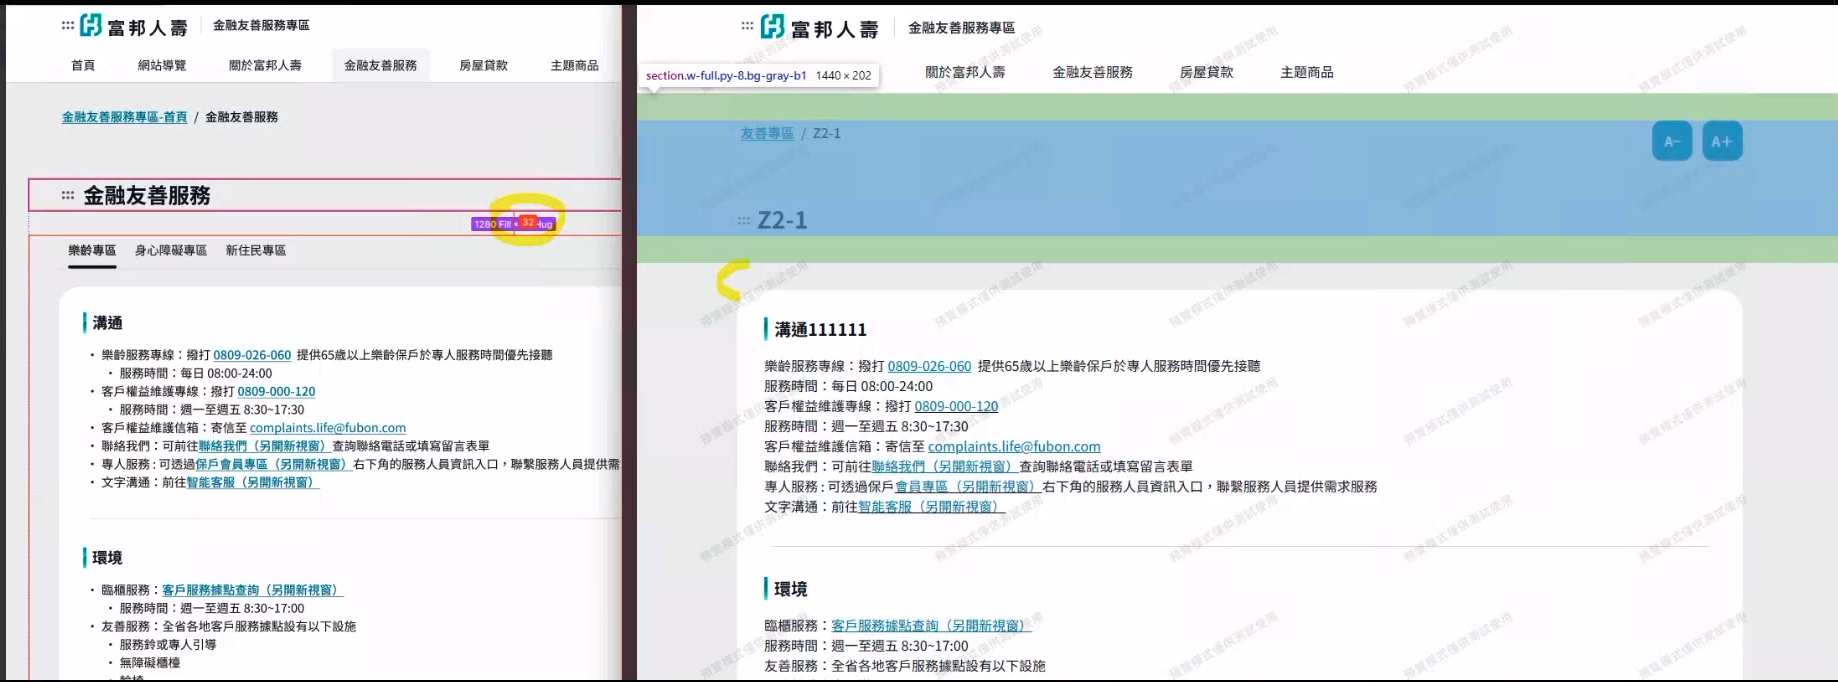 富邦人壽 金融友善服務專區
首頁 網站導覽 關於富邦人壽 金融友善服務 房屋貸款 主題商品
金融友善服務專區-首頁 / 金融友善服務
金融友善服務
1280 Fill × 32 Hug
樂齡專區 身心障礙專區 新住民專區
溝通
・ 樂齡服務專線：撥打 0809-026-060 提供65歲以上樂齡保戶於專人服務時間優先接聽
・ 服務時間：每日 08:00-24:00
・ 客戶權益維護專線：撥打 0809-000-120
・ 服務時間：週一至週五 8:30~17:30
・ 客戶權益維護信箱：寄信至 complaints.life@fubon.com
・ 聯絡我們：可前往聯絡我們（另開新視窗）查詢聯絡電話或填寫留言表單
・ 專人服務 : 可透過保戶會員專區（另開新視窗）右下角的服務人員資訊入口，聯繫服務人員提供需
・ 文字溝通：前往智能客服（另開新視窗）
環境
・ 臨櫃服務：客戶服務據點查詢（另開新視窗）
・ 服務時間：週一至週五 8:30~17:00
・ 友善服務：全省各地客戶服務據點設有以下設施
・ 服務鈴或專人引導
・ 無障礙櫃檯
富邦人壽 金融友善服務專區
section.w-full.py-8.bg-gray-b1 1440 × 202
關於富邦人壽 金融友善服務 房屋貸款 主題商品
友善專區 / Z2-1
A− A+
Z2-1
溝通111111
樂齡服務專線：撥打 0809-026-060 提供65歲以上樂齡保戶於專人服務時間優先接聽
服務時間：每日 08:00-24:00
客戶權益維護專線：撥打 0809-000-120
服務時間：週一至週五 8:30~17:30
客戶權益維護信箱：寄信至 complaints.life@fubon.com
聯絡我們：可前往聯絡我們（另開新視窗）查詢聯絡電話或填寫留言表單
專人服務 : 可透過保戶會員專區（另開新視窗）右下角的服務人員資訊入口，聯繫服務人員提供需求服務
文字溝通：前往智能客服（另開新視窗）
環境
臨櫃服務：客戶服務據點查詢（另開新視窗）
服務時間：週一至週五 8:30~17:00
友善服務：全省各地客戶服務據點設有以下設施
預覽模式僅供測試使用